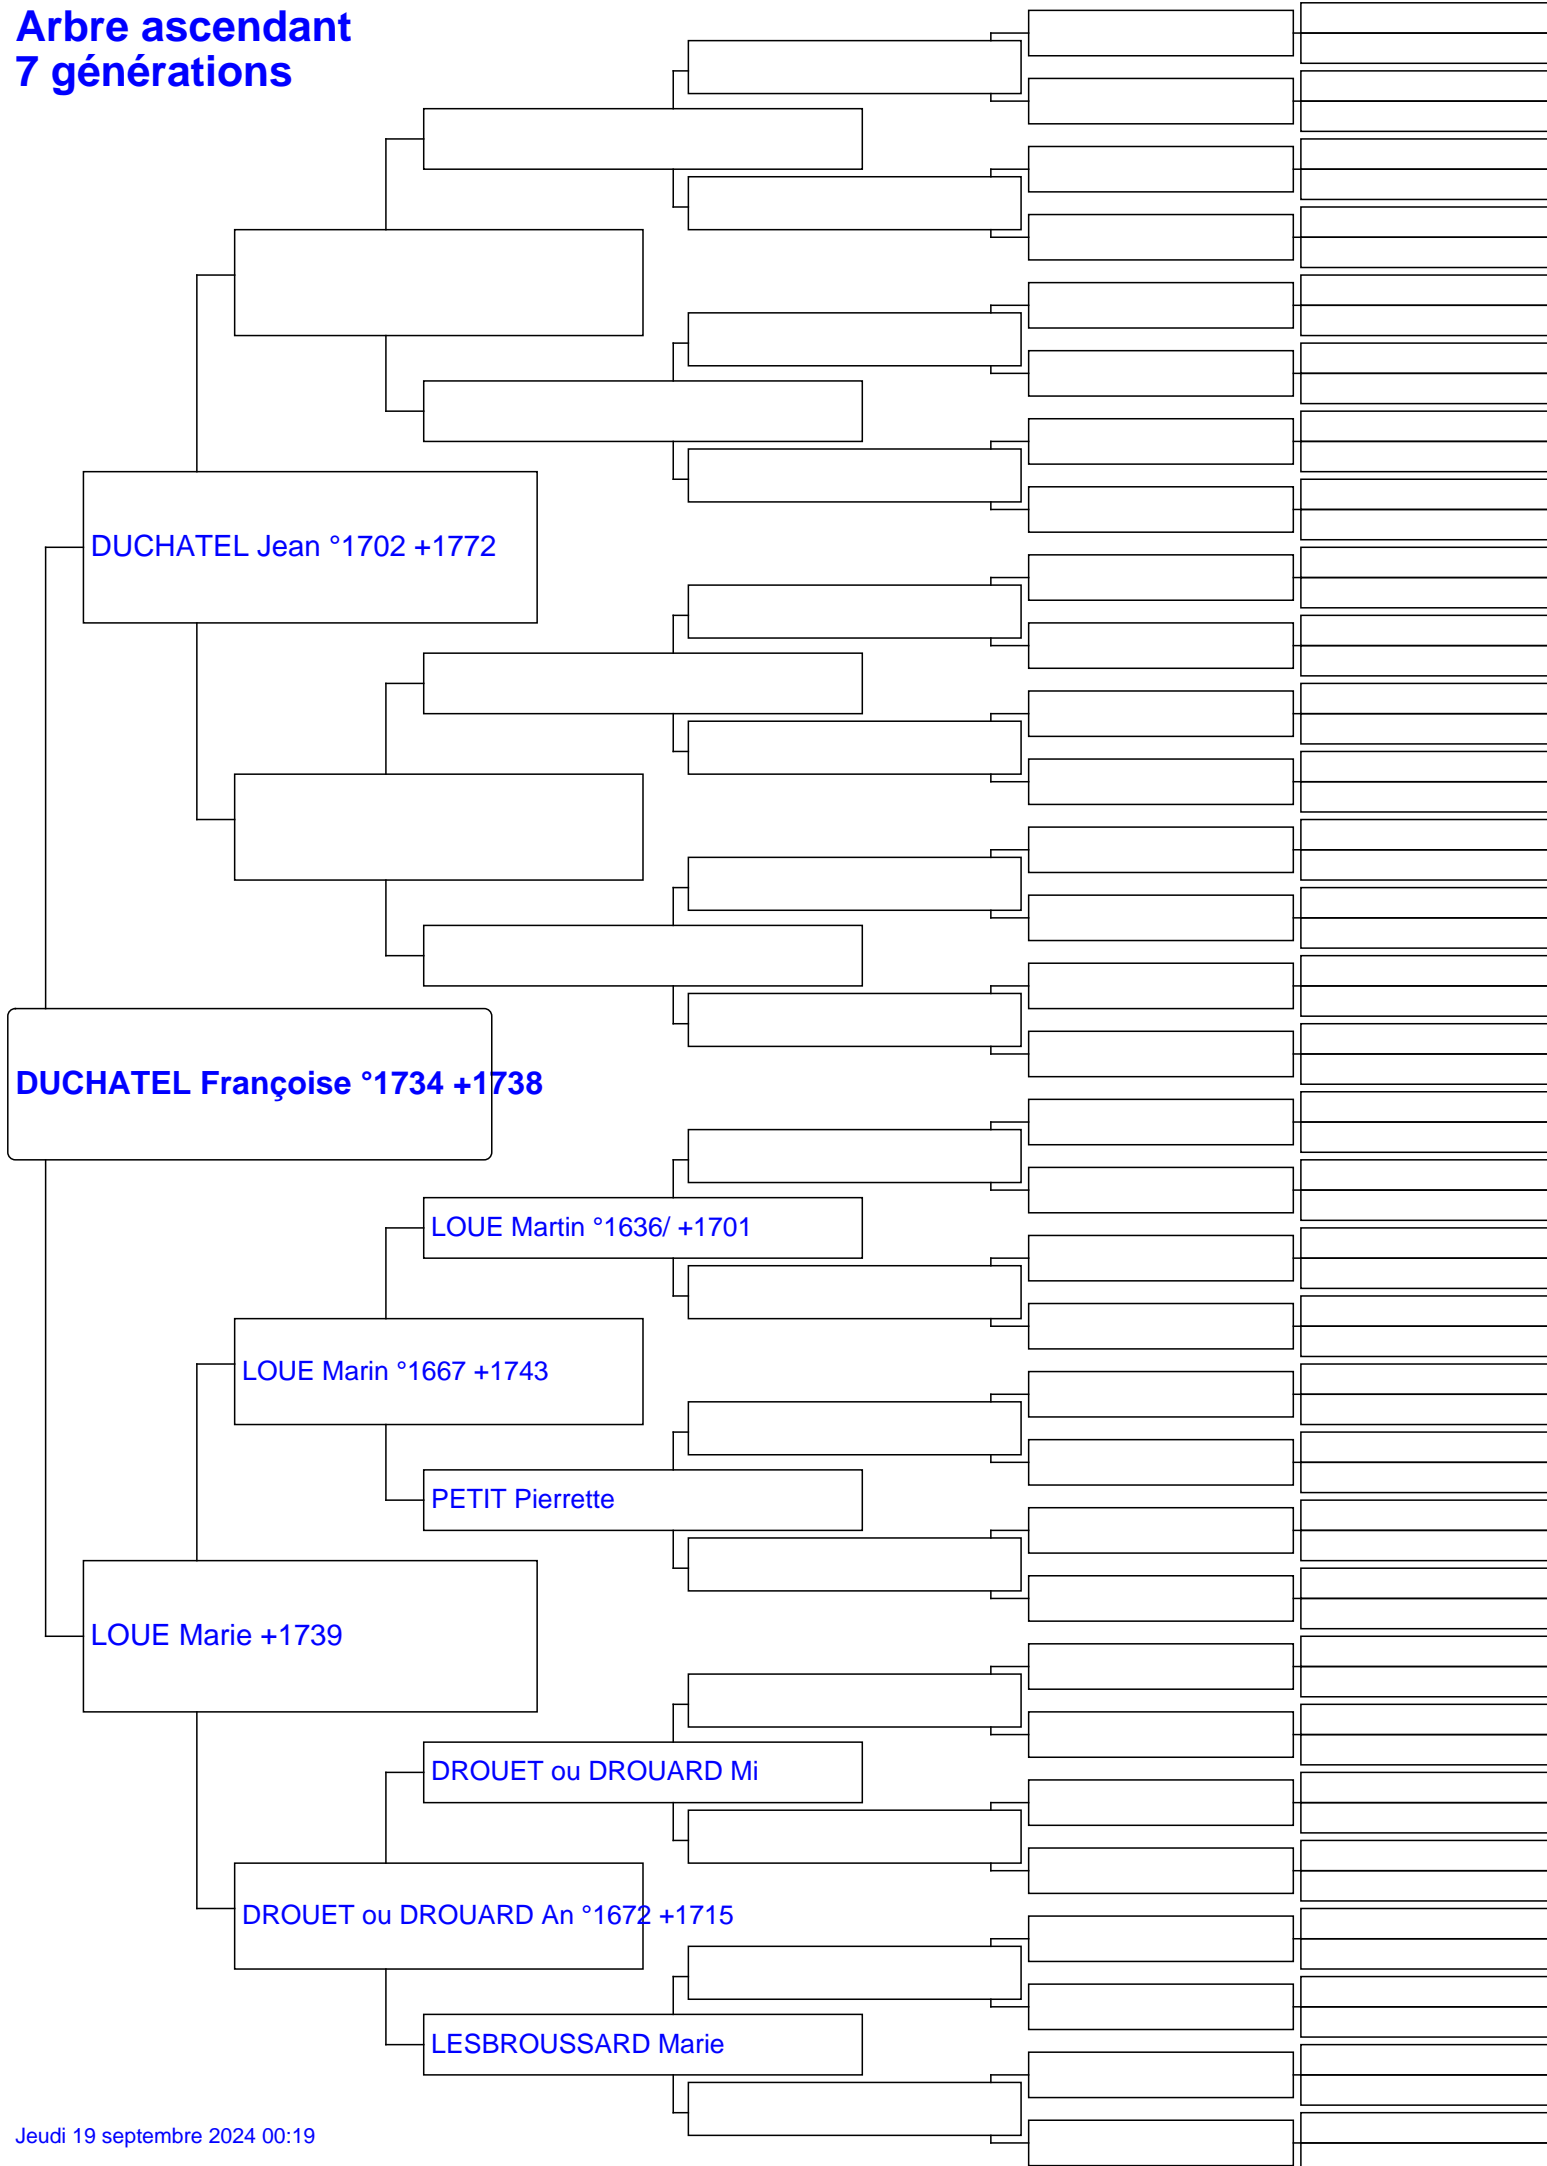 Arbre ascendant
7 générations
DUCHATEL Jean °1702 +1772
DUCHATEL Françoise °1734 +1738
LOUE Martin °1636/ +1701
LOUE Marin °1667 +1743
PETIT Pierrette
LOUE Marie +1739
DROUET ou DROUARD Mi
DROUET ou DROUARD An °1672 +1715
LESBROUSSARD Marie
Jeudi 19 septembre 2024 00:19